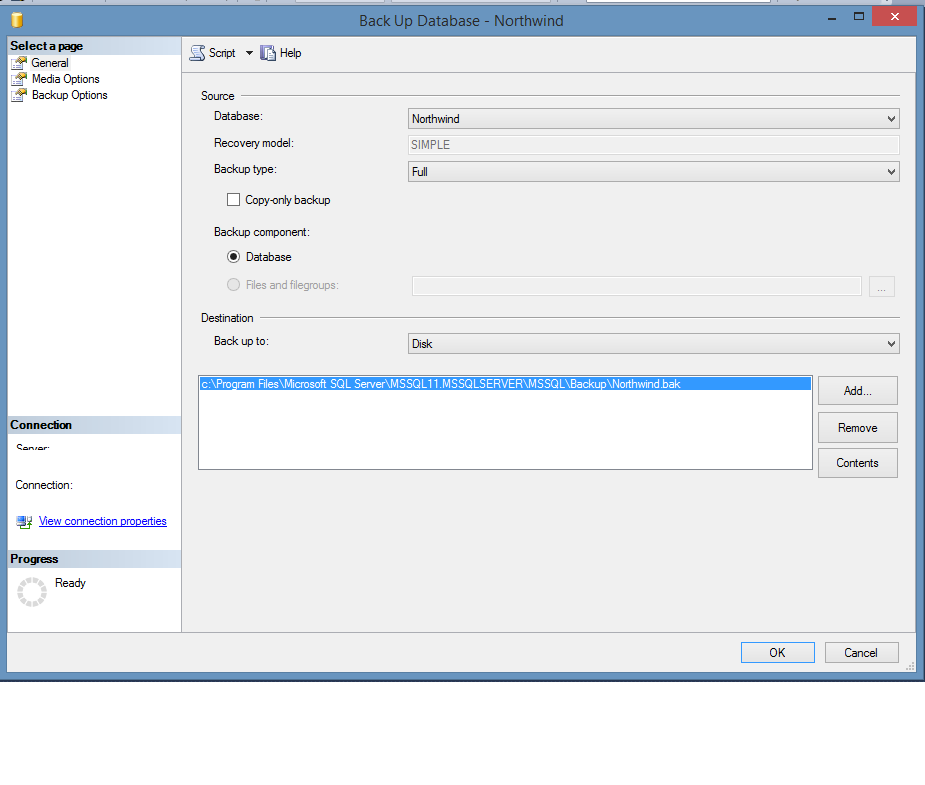 Back Up Database - Northwind
Select a page
General
Media Options
Backup Options
Script
Help
Source
Database:
Northwind
Recovery model:
SIMPLE
Backup type:
Full
Copy-only backup
Backup component:
Database
Files and filegroups:
...
Destination
Back up to:
Disk
c:\Program Files\Microsoft SQL Server\MSSQL11.MSSQLSERVER\MSSQL\Backup\Northwind.bak
Add...
Remove
Contents
Connection
Server:
Connection:
View connection properties
Progress
Ready
OK
Cancel